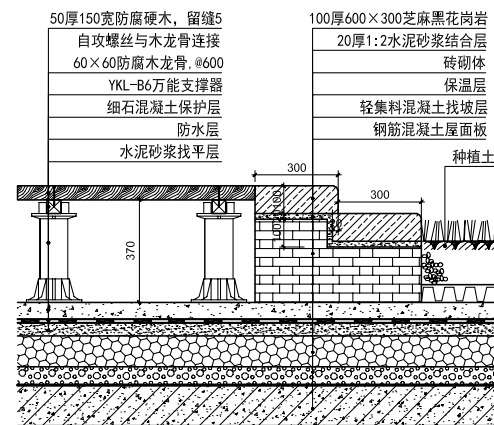 50厚150宽防腐硬木，留缝5
自攻螺丝与木龙骨连接
60×60防腐木龙骨,@600
YKL-B6万能支撑器
细石混凝土保护层
防水层
水泥砂浆找平层
100厚600×300芝麻黑花岗岩
20厚1:2水泥砂浆结合层
砖砌体
保温层
轻集料混凝土找坡层
钢筋混凝土屋面板
种植土
300
300
100
100
370